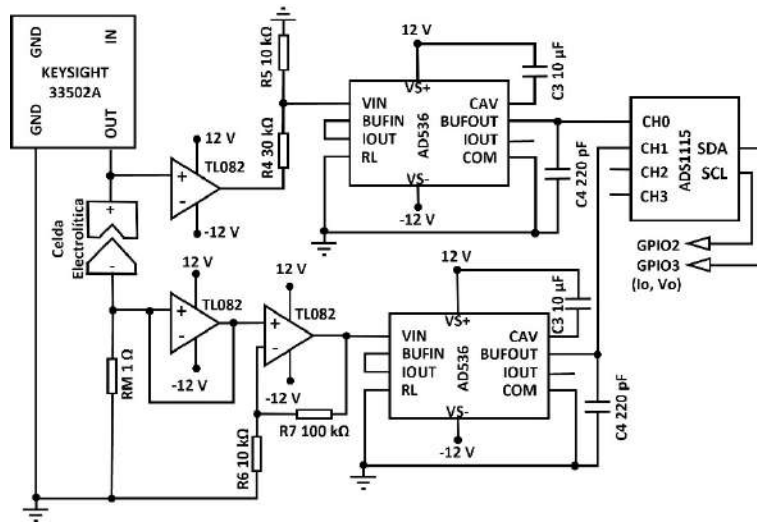 GND
IN
KEYSIGHT
33502A
GND
OUT
Celda
Electrolítica
+
-
RM 1 Ω
12 V
TL082
+
-
-12 V
R5 10 kΩ
R4 30 kΩ
12 V
VS+
VIN
CAV
BUFIN
BUFOUT
IOUT
IOUT
RL
COM
AD536
VS-
-12 V
C3 10 µF
C4 220 pF
CH0
CH1
CH2
CH3
SDA
SCL
ADS1115
GPIO2
GPIO3
(Io, Vo)
12 V
TL082
+
-
-12 V
12 V
TL082
+
-
-12 V
R7 100 kΩ
R6 10 kΩ
12 V
VS+
VIN
CAV
BUFIN
BUFOUT
IOUT
IOUT
RL
COM
AD536
VS-
-12 V
C3 10 µF
C4 220 pF